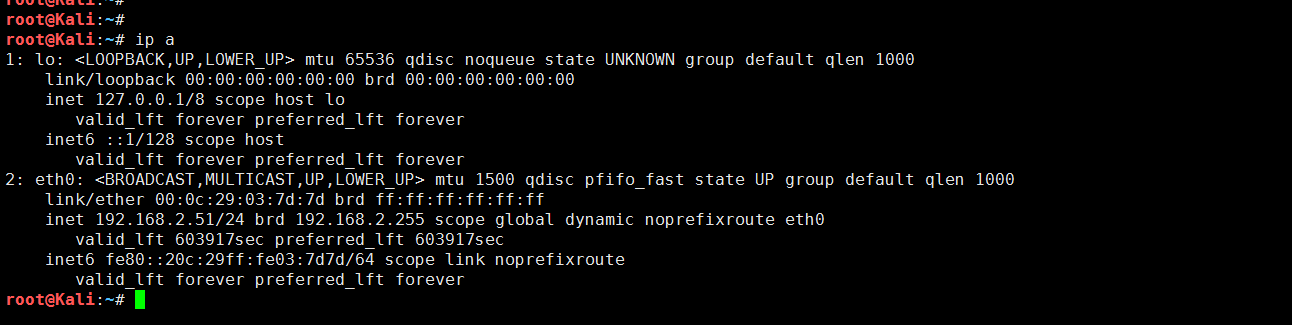 root@Kali:~#
root@Kali:~#
root@Kali:~# ip a
1: lo: <LOOPBACK,UP,LOWER_UP> mtu 65536 qdisc noqueue state UNKNOWN group default qlen 1000
    link/loopback 00:00:00:00:00:00 brd 00:00:00:00:00:00
    inet 127.0.0.1/8 scope host lo
       valid_lft forever preferred_lft forever
    inet6 ::1/128 scope host
       valid_lft forever preferred_lft forever
2: eth0: <BROADCAST,MULTICAST,UP,LOWER_UP> mtu 1500 qdisc pfifo_fast state UP group default qlen 1000
    link/ether 00:0c:29:03:7d:7d brd ff:ff:ff:ff:ff:ff
    inet 192.168.2.51/24 brd 192.168.2.255 scope global dynamic noprefixroute eth0
       valid_lft 603917sec preferred_lft 603917sec
    inet6 fe80::20c:29ff:fe03:7d7d/64 scope link noprefixroute
       valid_lft forever preferred_lft forever
root@Kali:~#